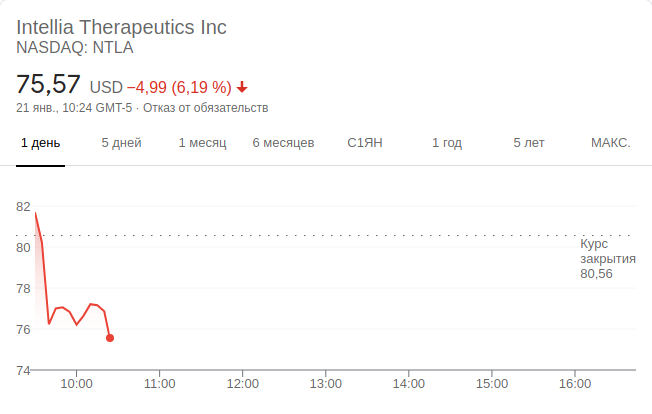 Intellia Therapeutics Inc
NASDAQ: NTLA
75,57 USD −4,99 (6,19 %)
21 янв., 10:24 GMT-5 · Отказ от обязательств
1 день 5 дней 1 месяц 6 месяцев С1ЯН 1 год 5 лет МАКС.
82
80
78
76
74
Курс
закрытия
80,56
10:00 11:00 12:00 13:00 14:00 15:00 16:00